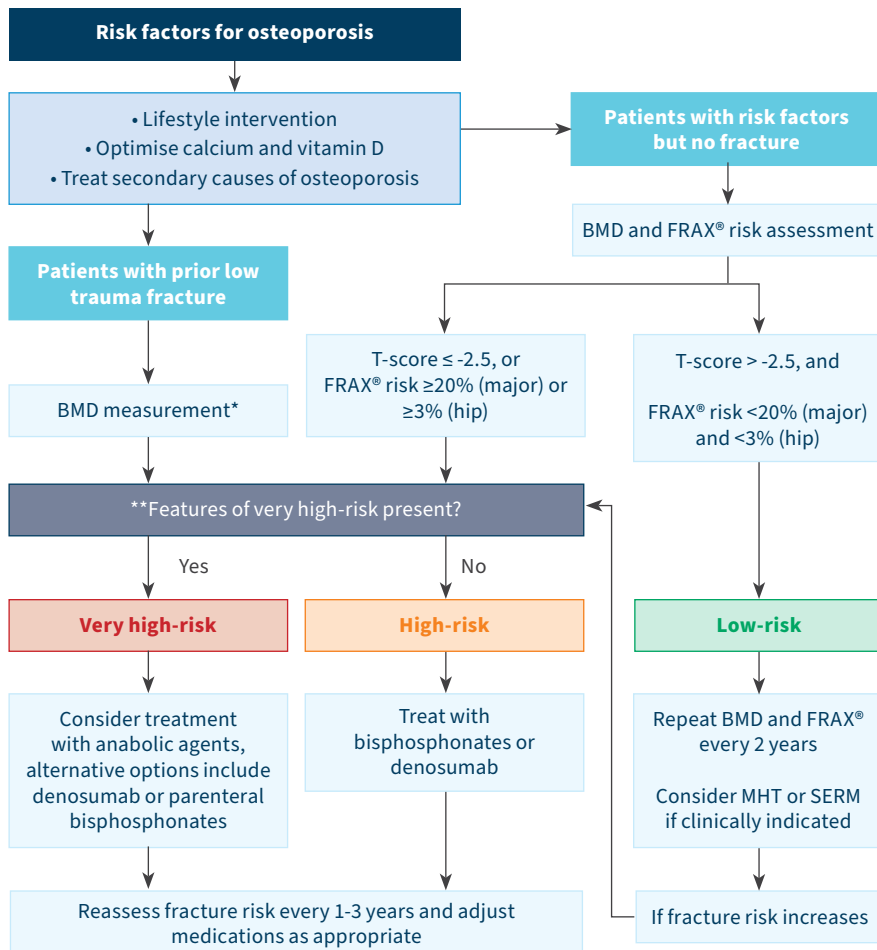 Risk factors for osteoporosis
• Lifestyle intervention
• Optimise calcium and vitamin D
• Treat secondary causes of osteoporosis
Patients with risk factors
but no fracture
BMD and FRAX® risk assessment
Patients with prior low
trauma fracture
BMD measurement*
T-score ≤ -2.5, or
FRAX® risk ≥20% (major) or
≥3% (hip)
T-score > -2.5, and
FRAX® risk <20% (major)
and <3% (hip)
**Features of very high-risk present?
Yes
No
Very high-risk
High-risk
Low-risk
Consider treatment
with anabolic agents,
alternative options include
denosumab or parenteral
bisphosphonates
Treat with
bisphosphonates or
denosumab
Repeat BMD and FRAX®
every 2 years
Consider MHT or SERM
if clinically indicated
Reassess fracture risk every 1-3 years and adjust
medications as appropriate
If fracture risk increases